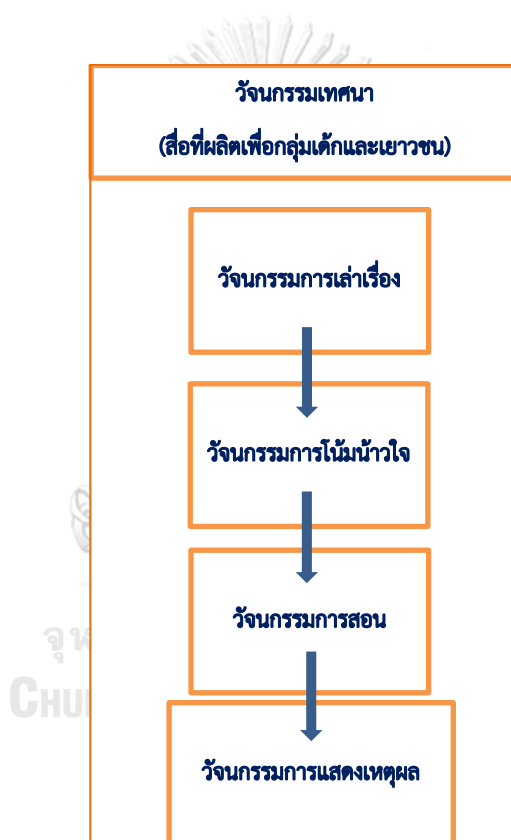 วัจนกรรมเทศนา
(สื่อที่ผลิตเพื่อกลุ่มเด็กและเยาวชน)
วัจนกรรมการเล่าเรื่อง
วัจนกรรมการโน้มน้าวใจ
วัจนกรรมการสอน
จุฬ
CHUL
วัจนกรรมการแสดงเหตุผล